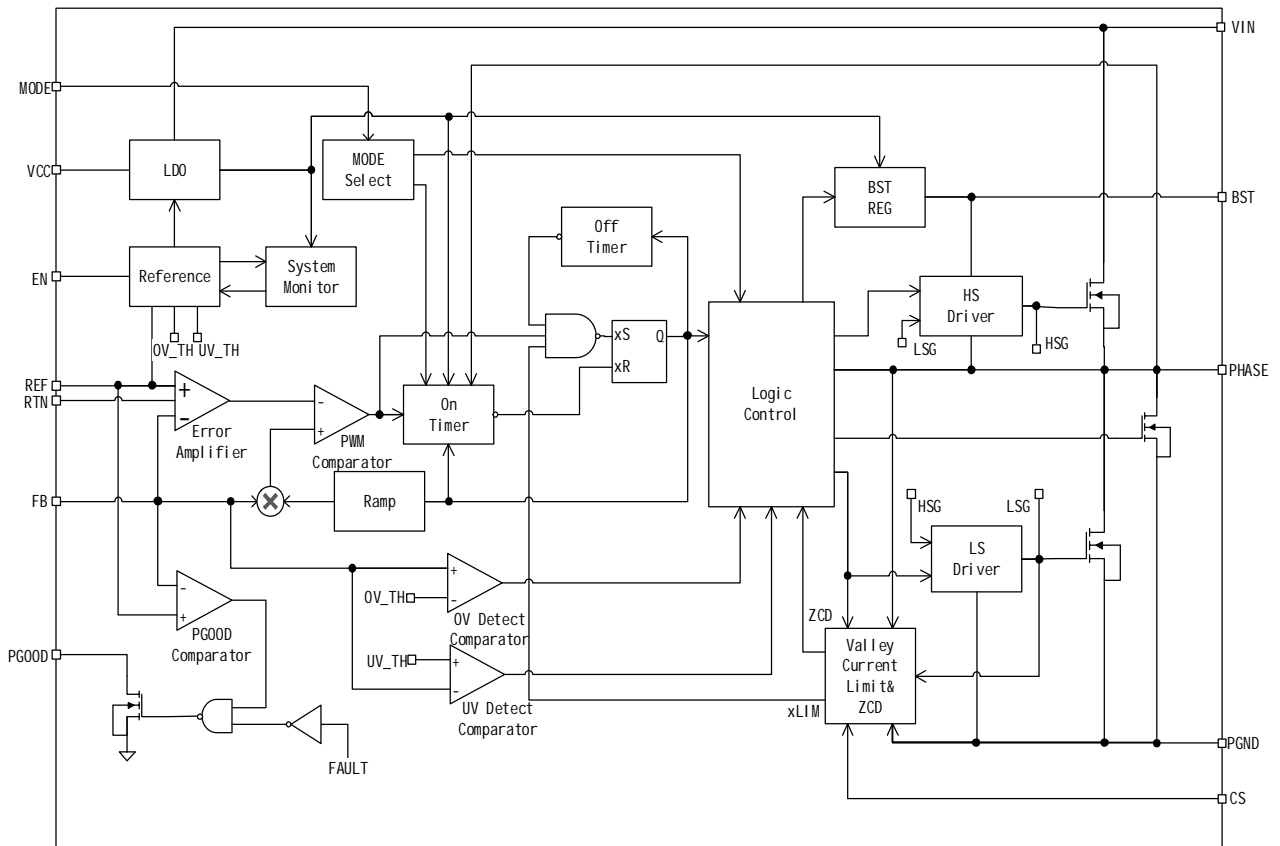 VIN
MODE
VCC
LDO
MODE
Select
BST
REG
BST
Off
Timer
EN
Reference
System
Monitor
HS
Driver
xS
Q
xR
OV_TH
UV_TH
LSG
HSG
REF
RTN
+
-
Error
Amplifier
-
+
PWM
Comparator
On
Timer
Logic
Control
PHASE
FB
Ramp
HSG
LSG
LS
Driver
-
+
PGOOD
Comparator
+
-
OV_TH
OV Detect
Comparator
ZCD
Valley
Current
Limit&
ZCD
PGOOD
UV_TH
+
-
UV Detect
Comparator
xLIM
FAULT
PGND
CS